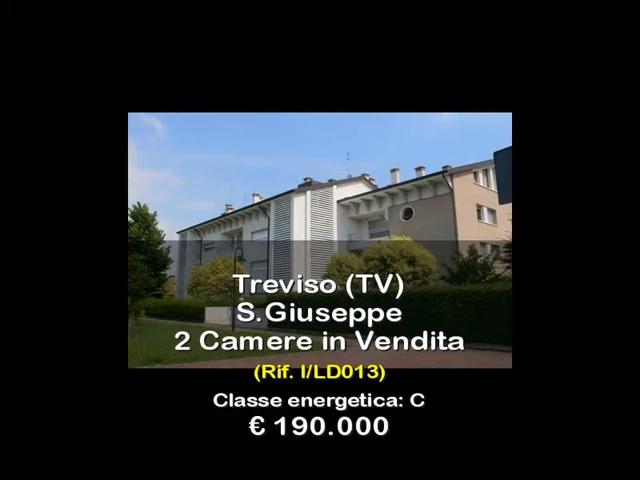 Treviso (TV)
S.Giuseppe
2 Camere in Vendita
(Rif. I/LD013)
Classe energetica: C
€ 190.000